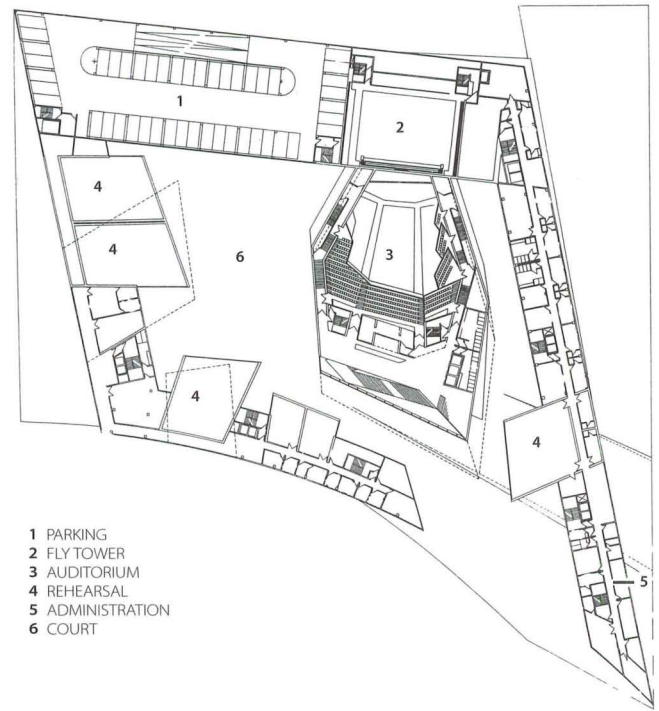 1
2
4
4
6
3
4
4
5
1 PARKING
2 FLY TOWER
3 AUDITORIUM
4 REHEARSAL
5 ADMINISTRATION
6 COURT